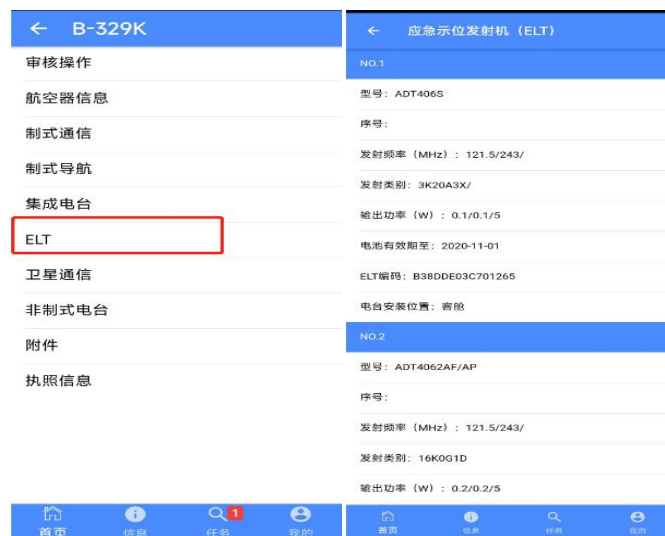 ← B-329K
审核操作
航空器信息
制式通信
制式导航
集成电台
ELT
卫星通信
非制式电台
附件
执照信息
1
首页
信息
任务
我的
← 应急示位发射机（ELT）
NO.1
型号：ADT406S
序号：
发射频率（MHz）：121.5/243/
发射类别：3K20A3X/
输出功率（W）：0.1/0.1/5
电池有效期至：2020-11-01
ELT编码：B38DDE03C701265
电台安装位置：客舱
NO.2
型号：ADT4062AF/AP
序号：
发射频率（MHz）：121.5/243/
发射类别：16K0G1D
输出功率（W）：0.2/0.2/5
首页
信息
任务
我的